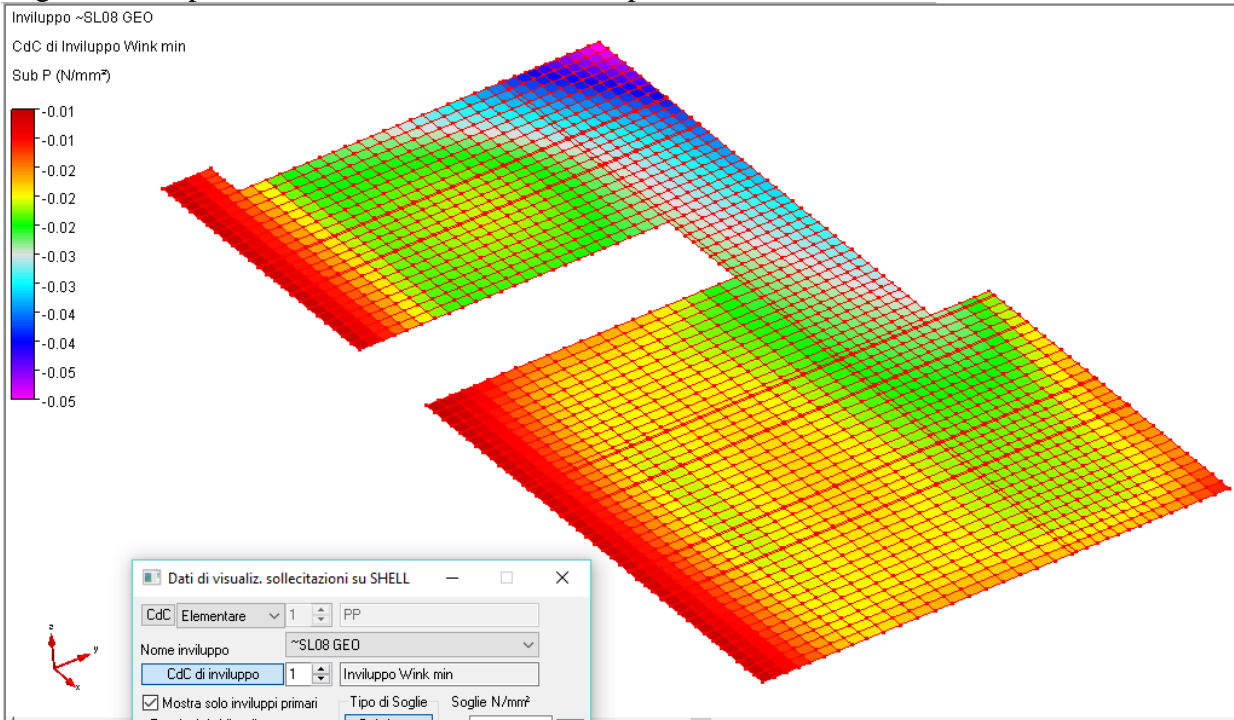 Inviluppo ~SL08 GEO
CdC di Inviluppo Wink min
Sub P (N/mm²)
-0.01
-0.01
-0.02
-0.02
-0.02
-0.03
-0.03
-0.04
-0.04
-0.05
-0.05
z
y
x
Dati di visualiz. sollecitazioni su SHELL
CdC Elementare 1 PP
Nome inviluppo ~SL08 GEO
CdC di inviluppo 1 Inviluppo Wink min
Mostra solo inviluppi primari Tipo di Soglie Soglie N/mm²